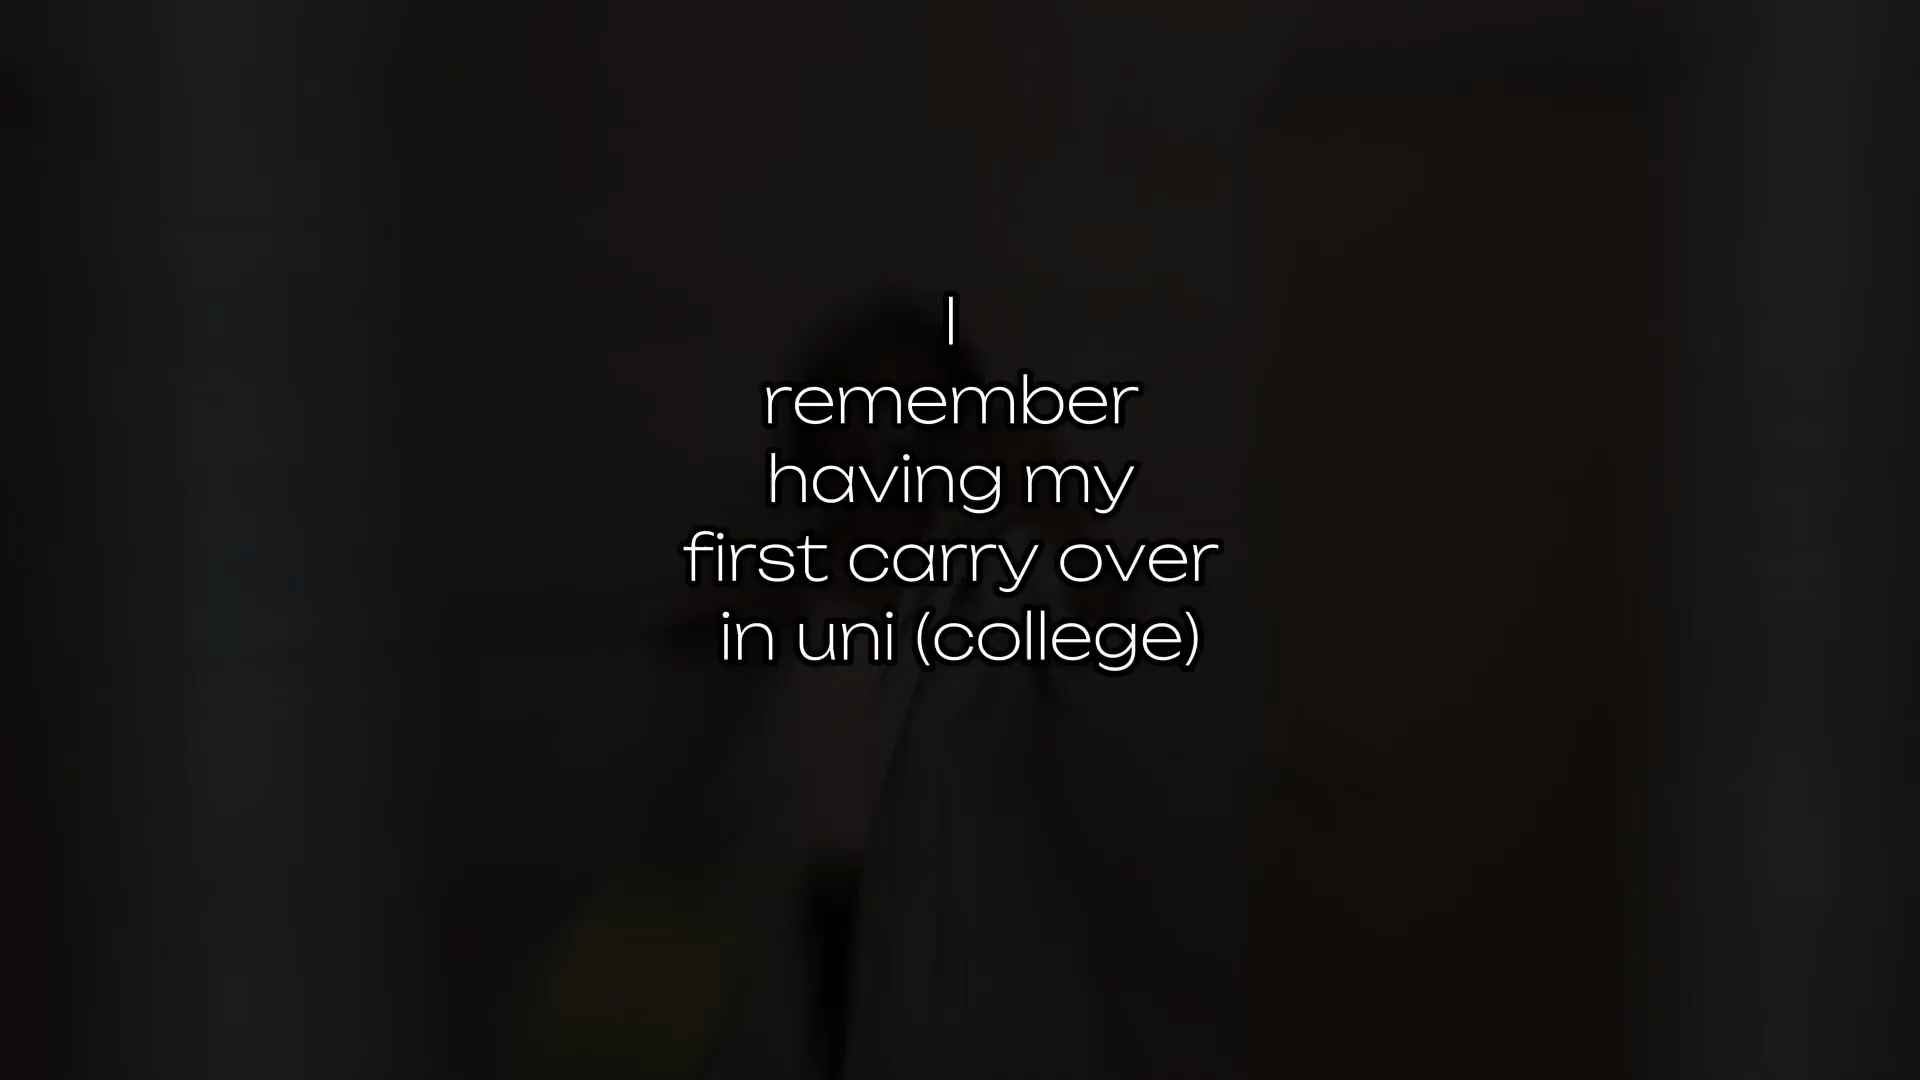 I
remember
having my
first carry over
in uni (college)